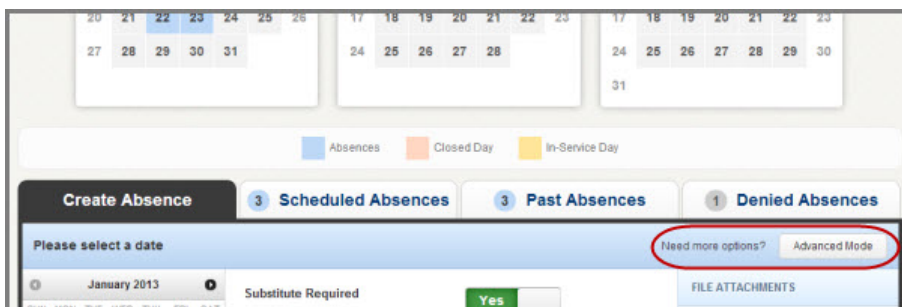 20 21 22 23 24 25 26 17 18 19 20 21 22 23 17 18 19 20 21 22 23
27 28 29 30 31 24 25 26 27 28 24 25 26 27 28 29 30
31
Absences Closed Day In-Service Day
Create Absence 3 Scheduled Absences 3 Past Absences 1 Denied Absences
Please select a date Need more options? Advanced Mode
January 2013 Substitute Required Yes FILE ATTACHMENTS